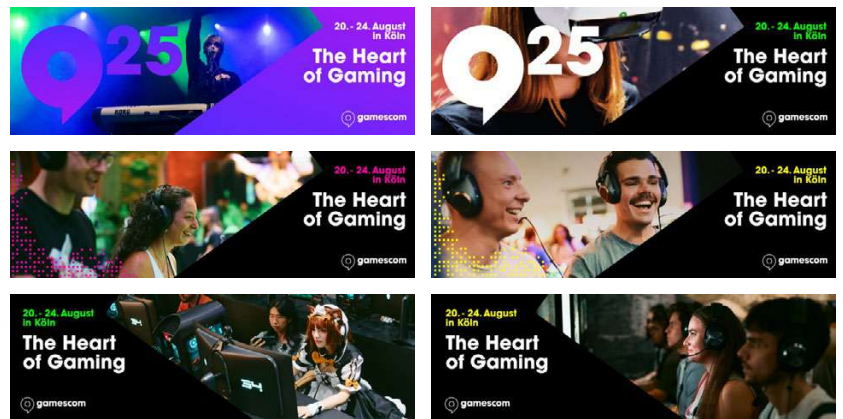 25
20. - 24. August
in Köln
The Heart
of Gaming
gamescom
KORG
25
20. - 24. August
in Köln
The Heart
of Gaming
gamescom
20. - 24. August
in Köln
The Heart
of Gaming
gamescom
20. - 24. August
in Köln
The Heart
of Gaming
gamescom
20. - 24. August
in Köln
The Heart
of Gaming
gamescom
20. - 24. August
in Köln
The Heart
of Gaming
gamescom